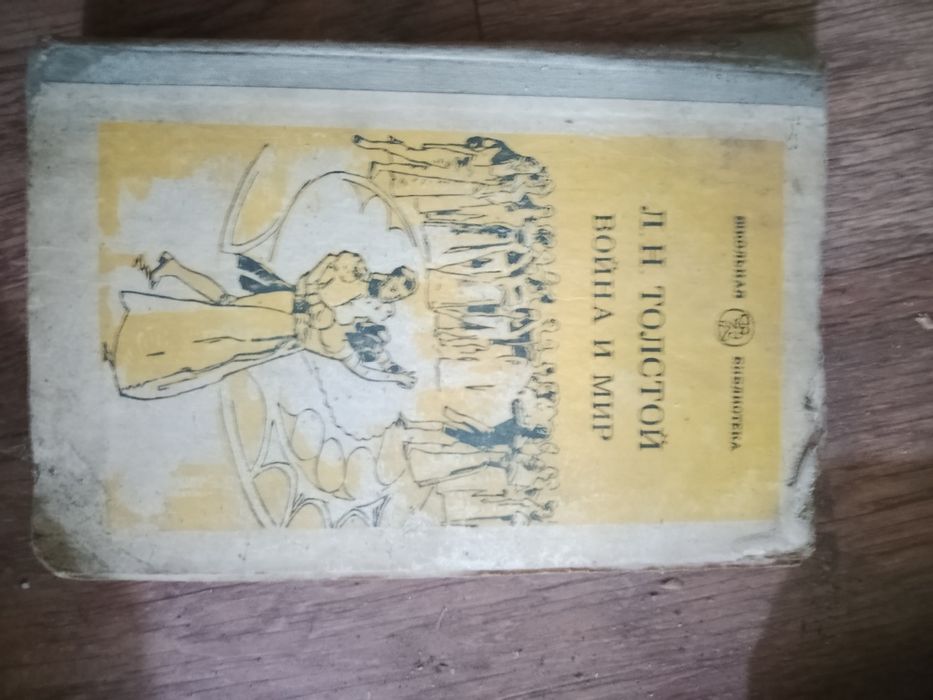 ШКОЛЬНАЯ БИБЛИОТЕКА
Л. Н. ТОЛСТОЙ
ВОЙНА И МИР